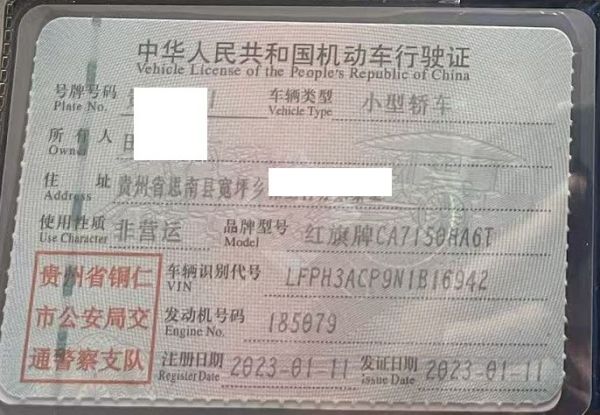 中华人民共和国机动车行驶证
Vehicle License of the People's Republic of China
号牌号码 车辆类型 小型轿车
Plate No. Vehicle Type
所有人
Owner
住址 贵州省思南县宽坪乡
Address
使用性质 非营运 品牌型号 红旗牌CA7150HA6T
Use Character Model
贵州省铜仁 车辆识别代号 LFPH3ACP9N1B16942
VIN
市公安局交 发动机号码 185079
Engine No.
通警察支队 注册日期 2023-01-11 发证日期 2023-01-11
Register Date Issue Date